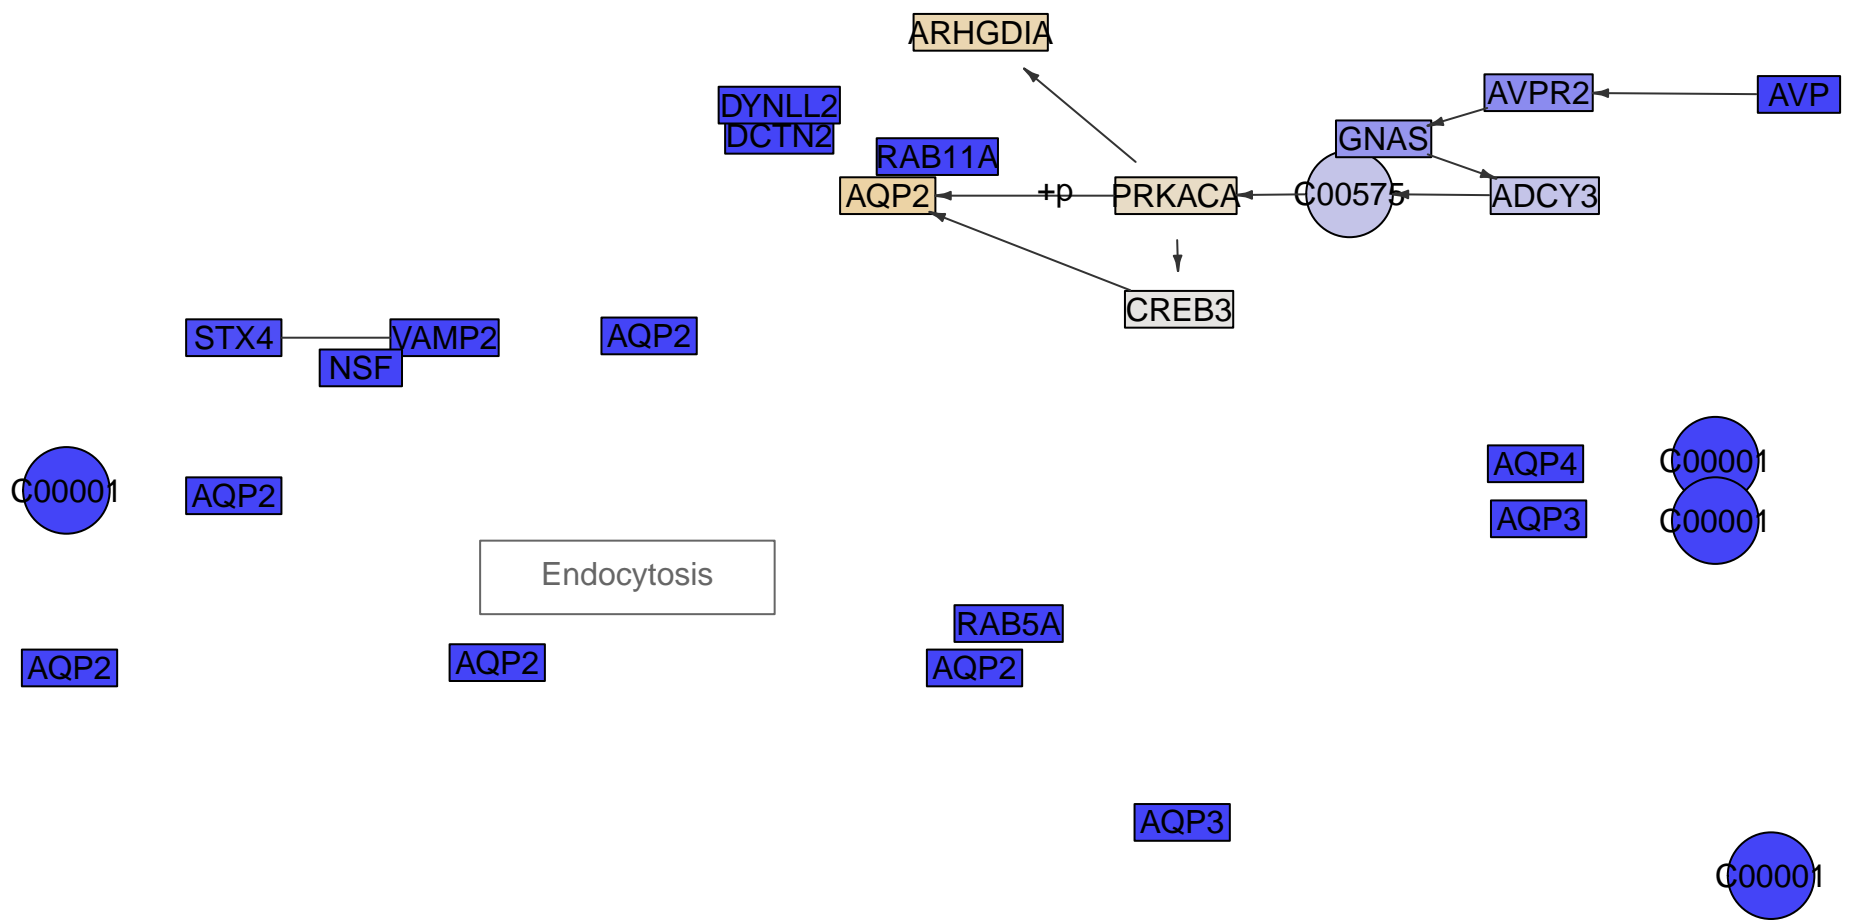 ARHGDIA
DYNLL2
AVPR2
AVP
DCTN2
GNAS
RAB11A
AQP2
+p
PRKACA
C00575
ADCY3
CREB3
STX4
VAMP2
AQP2
NSF
C00001
AQP2
AQP4
C00001
AQP3
C00001
Endocytosis
RAB5A
AQP2
AQP2
AQP2
AQP3
C00001